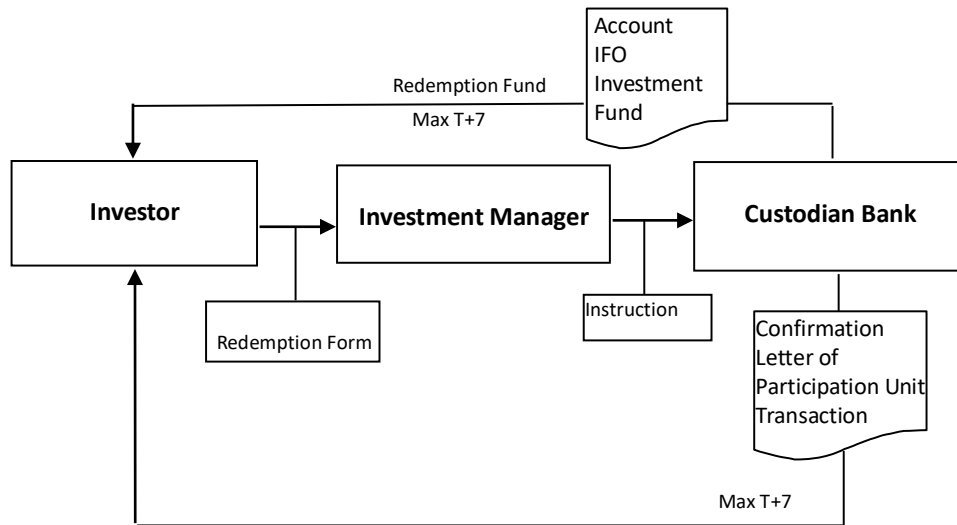 Account
IFO
Investment
Fund
Redemption Fund
Max T+7
Investor
Investment Manager
Custodian Bank
Redemption Form
Instruction
Confirmation
Letter of
Participation Unit
Transaction
Max T+7